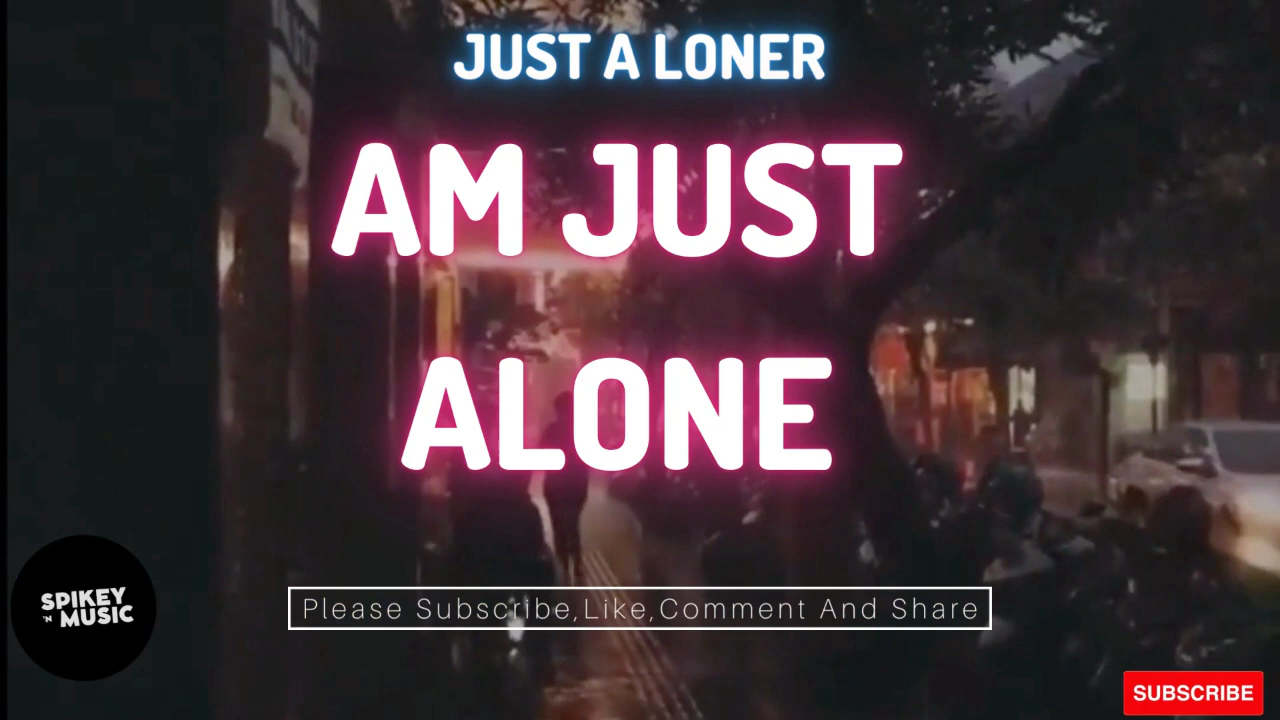 JUST A LONER
AM JUST
ALONE
SPIKEY
'N MUSIC
Please Subscribe,Like,Comment And Share
SUBSCRIBE